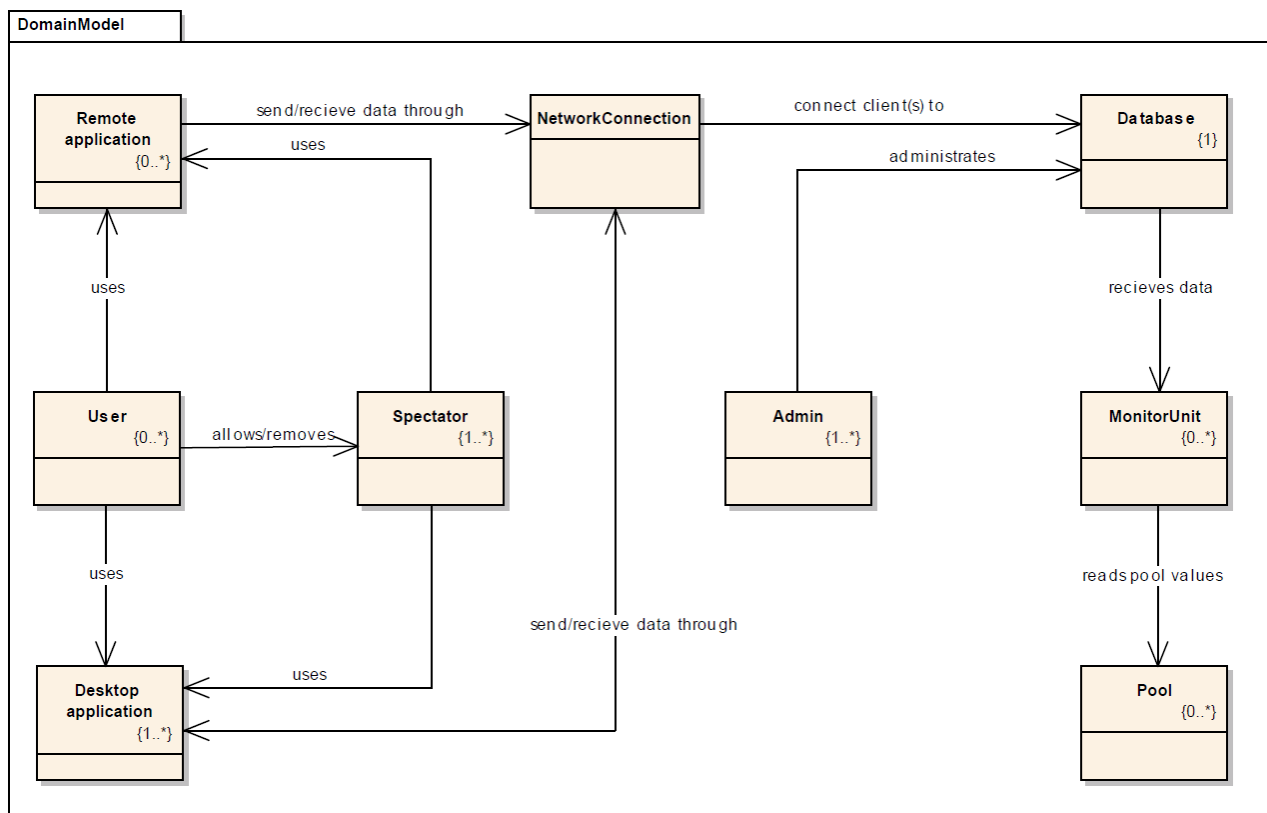 DomainModel
Remote
application
{0..*}
send/recieve data through
uses
NetworkConnection
connect client(s) to
administrates
Database
{1}
uses
recieves data
User
{0..*}
allows/removes
Spectator
{1..*}
Admin
{1..*}
MonitorUnit
{0..*}
uses
reads pool values
send/recieve data through
uses
Desktop
application
{1..*}
Pool
{0..*}